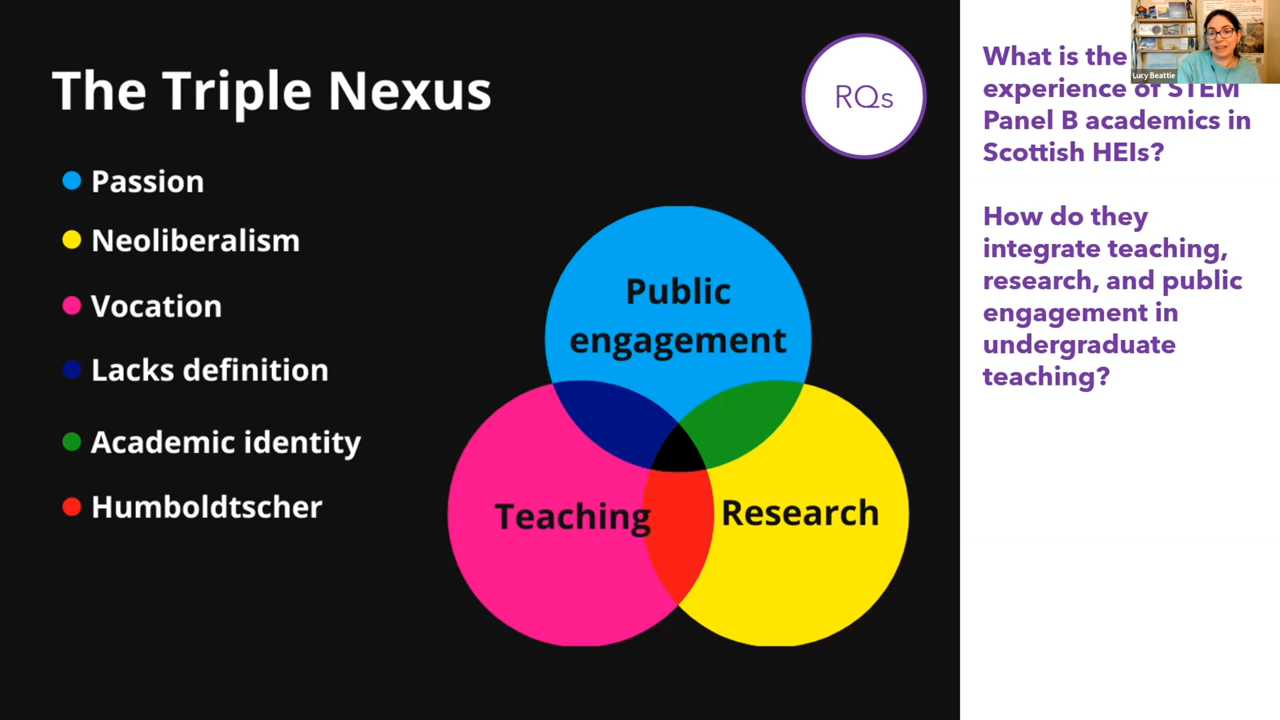 The Triple Nexus
Passion
Neoliberalism
Vocation
Lacks definition
Academic identity
Humboldtscher
RQs
Public
engagement
Teaching
Research
What is the
experience of STEM
Panel B academics in
Scottish HEIs?
How do they
integrate teaching,
research, and public
engagement in
undergraduate
teaching?
Lucy Beattie